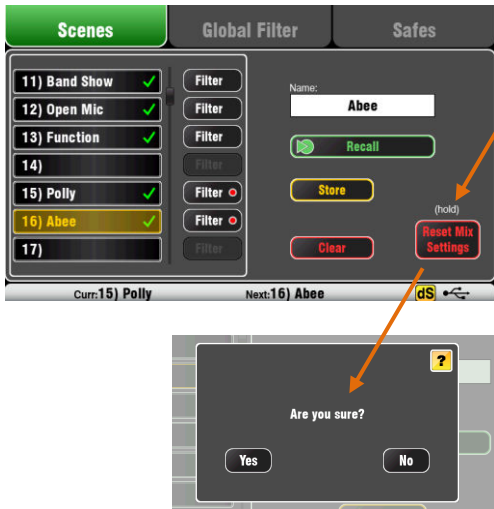 Scenes Global Filter Safes
11) Band Show Filter
Name:
12) Open Mic Filter Abee
13) Function Filter Recall
14) Filter
15) Polly Filter Store
16) Abee Filter (hold)
17) Filter Clear Reset Mix
Settings
Curr:15) Polly Next:16) Abee dS
?
Are you sure?
Yes No